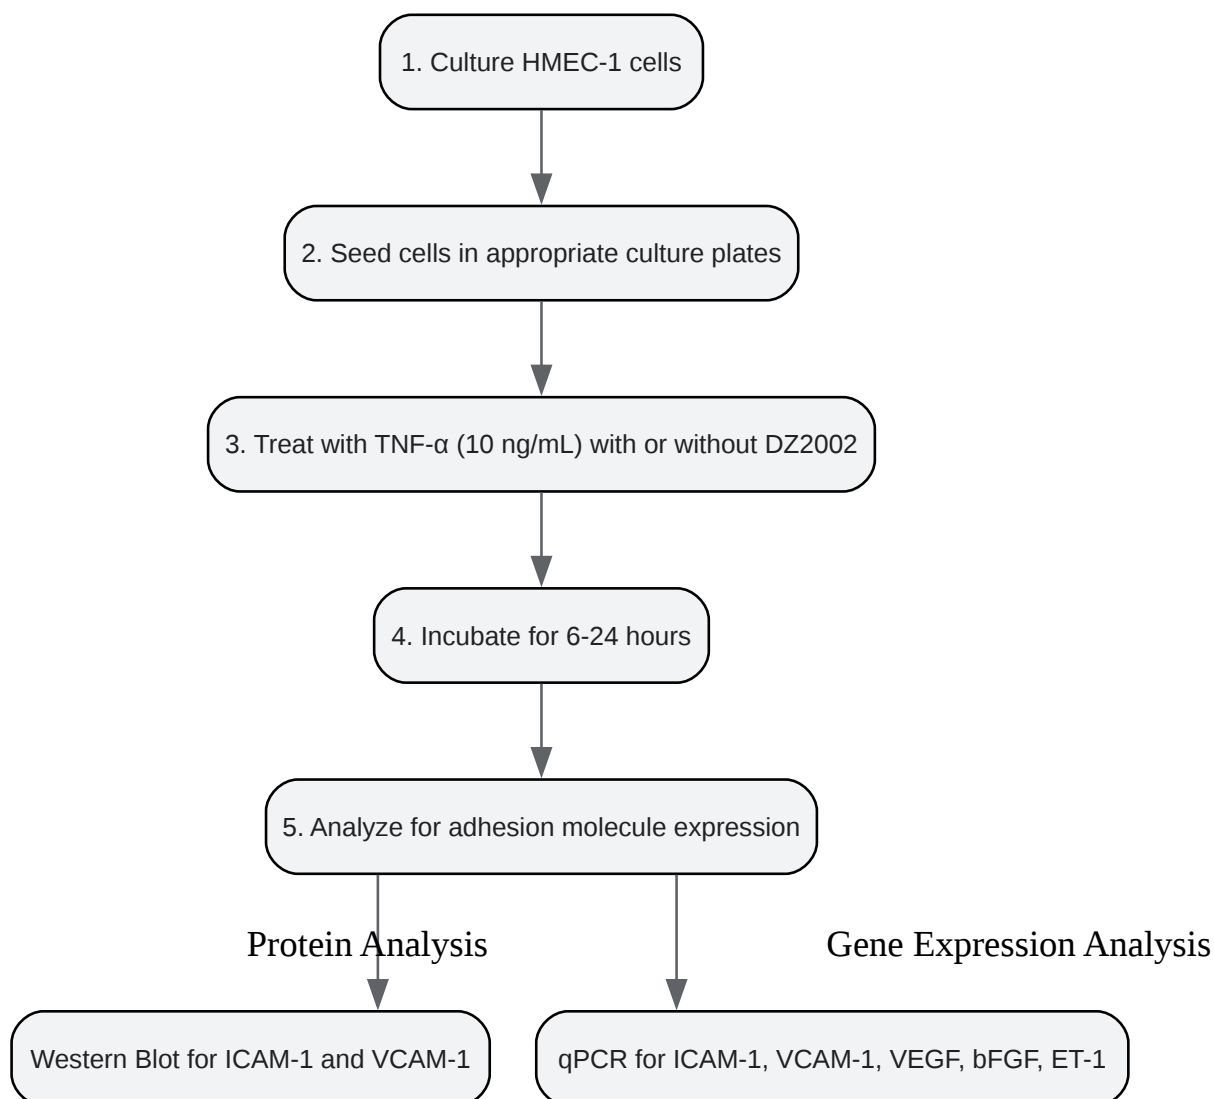 1. Culture HMEC-1 cells
2. Seed cells in appropriate culture plates
3. Treat with TNF-α (10 ng/mL) with or without DZ2002
4. Incubate for 6-24 hours
5. Analyze for adhesion molecule expression
Protein Analysis
Gene Expression Analysis
Western Blot for ICAM-1 and VCAM-1
qPCR for ICAM-1, VCAM-1, VEGF, bFGF, ET-1